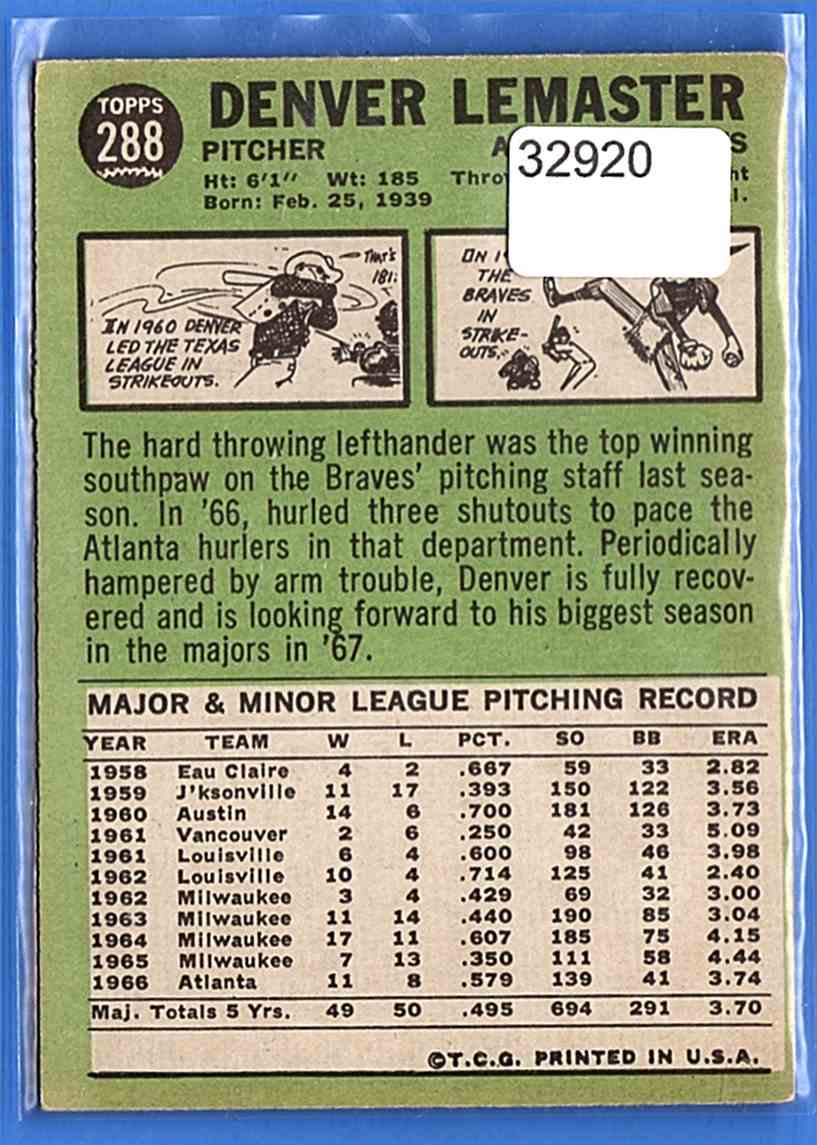 TOPPS
288
DENVER LEMASTER
PITCHER
32920
Ht: 6'1" Wt: 185
Born: Feb. 25, 1939
IN 1960 DENVER
LED THE TEXAS
LEAGUE IN
STRIKEOUTS.
THAT'S
181!
ON
THE
BRAVES
IN
STRIKE-
OUTS.
The hard throwing lefthander was the top winning
southpaw on the Braves' pitching staff last sea-
son. In '66, hurled three shutouts to pace the
Atlanta hurlers in that department. Periodically
hampered by arm trouble, Denver is fully recov-
ered and is looking forward to his biggest season
in the majors in '67.
MAJOR & MINOR LEAGUE PITCHING RECORD
YEAR TEAM W L PCT. SO BB ERA
1958 Eau Claire 4 2 .667 59 33 2.82
1959 J'ksonville 11 17 .393 150 122 3.56
1960 Austin 14 6 .700 181 126 3.73
1961 Vancouver 2 6 .250 42 33 5.09
1961 Louisville 6 4 .600 98 46 3.98
1962 Louisville 10 4 .714 125 41 2.40
1962 Milwaukee 3 4 .429 69 32 3.00
1963 Milwaukee 11 14 .440 190 85 3.04
1964 Milwaukee 17 11 .607 185 75 4.15
1965 Milwaukee 7 13 .350 111 58 4.44
1966 Atlanta 11 8 .579 139 41 3.74
Maj. Totals 5 Yrs. 49 50 .495 694 291 3.70
©T.C.G. PRINTED IN U.S.A.